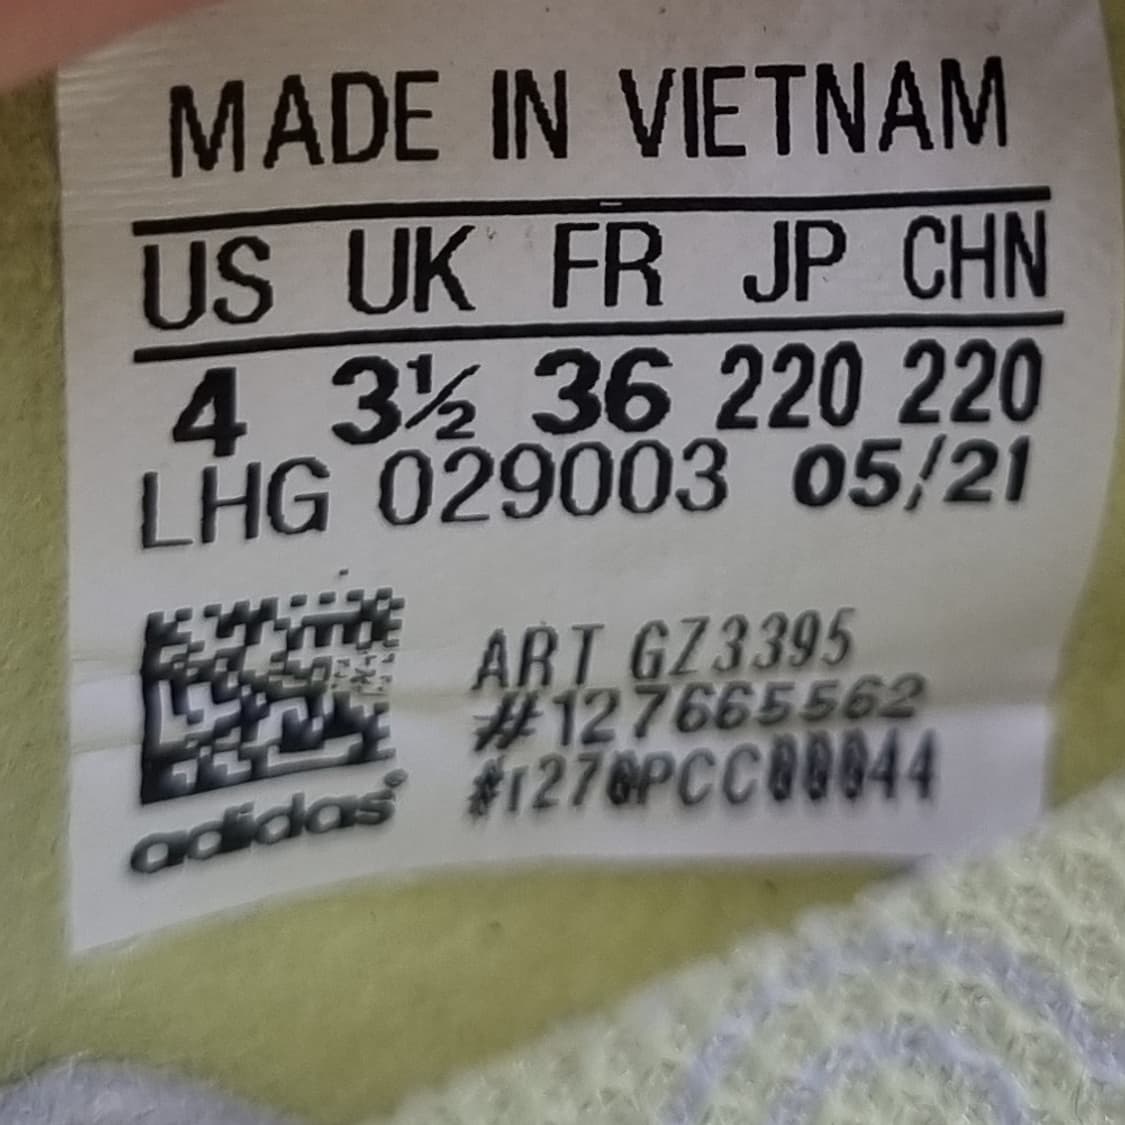 MADE IN VIETNAM
US UK FR JP CHN
4 3½ 36 220 220
LHG 029003 05/21
ART GZ3395
#127665562
#1270PCC00044
adidas®